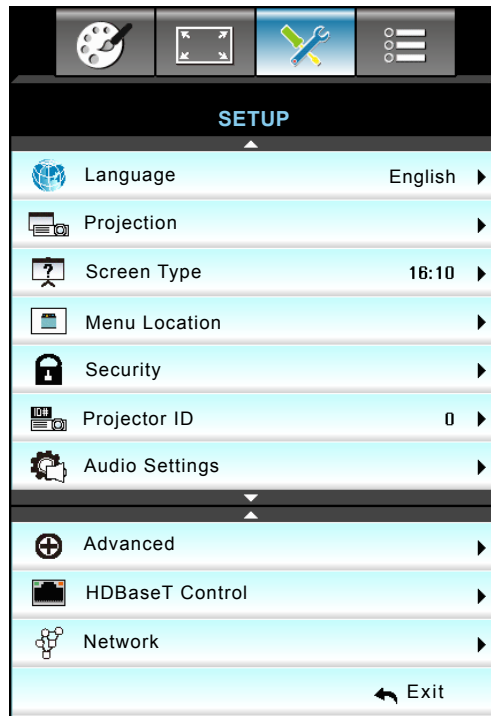 SETUP
Language English
Projection
? Screen Type 16:10
Menu Location
Security
ID# Projector ID 0
Audio Settings
Advanced
HDBaseT Control
Network
Exit